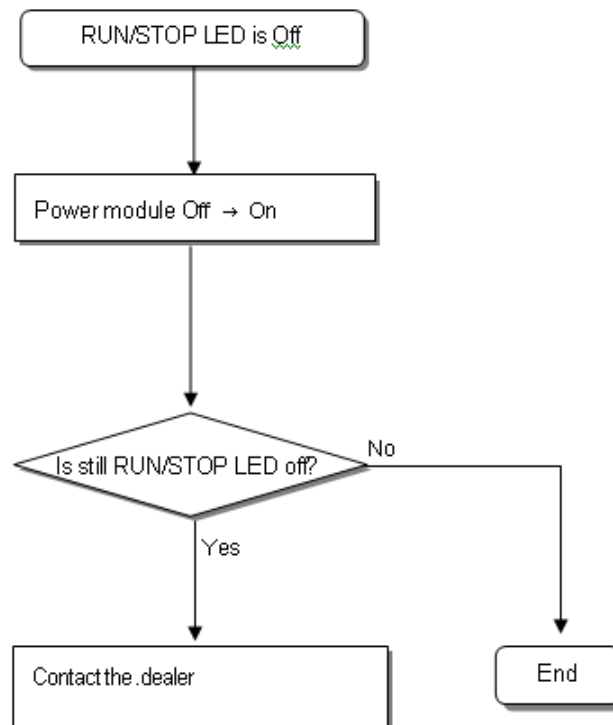 RUN/STOP LED is Off
Power module Off → On
Is still RUN/STOP LED off?
No
Yes
Contact the .dealer
End